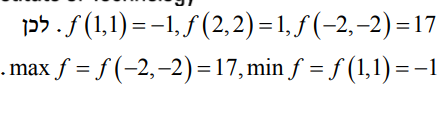 . f(1,1) = −1, f(2,2) = 1, f(−2,−2) = 17 לכן
. max f = f(−2,−2) = 17, min f = f(1,1) = −1